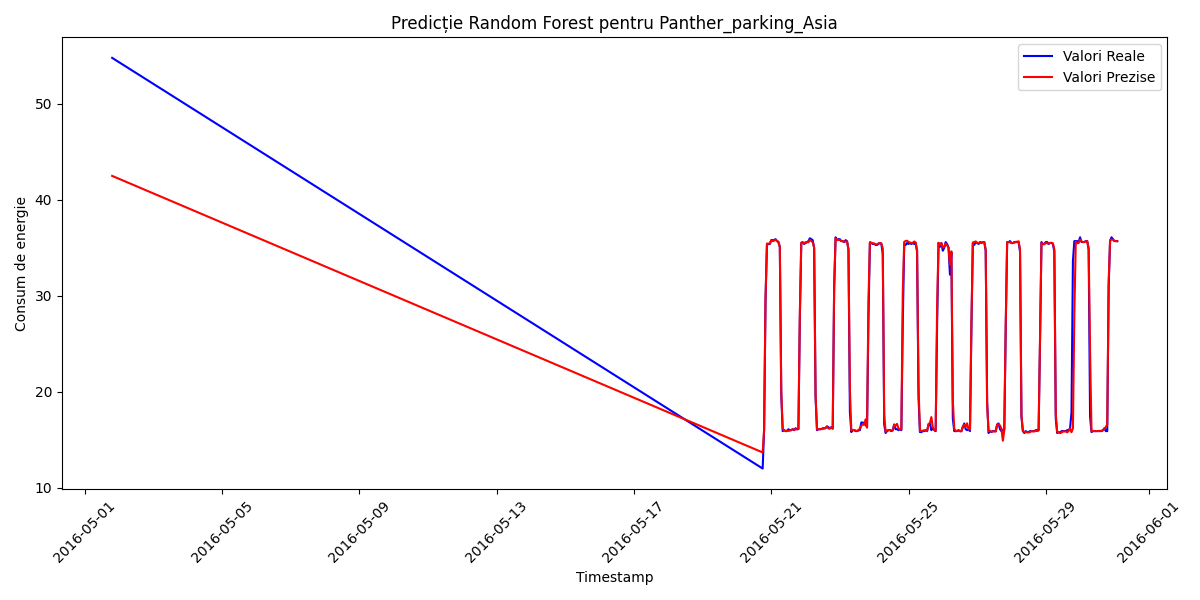 Predicție Random Forest pentru Panther_parking_Asia
Valori Reale
Valori Prezise
Consum de energie
50
40
30
20
10
2016-05-01
2016-05-05
2016-05-09
2016-05-13
2016-05-17
2016-05-21
2016-05-25
2016-05-29
2016-06-01
Timestamp